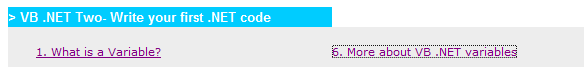 > VB .NET Two- Write your first .NET code
1. What is a Variable?
6. More about VB .NET variables